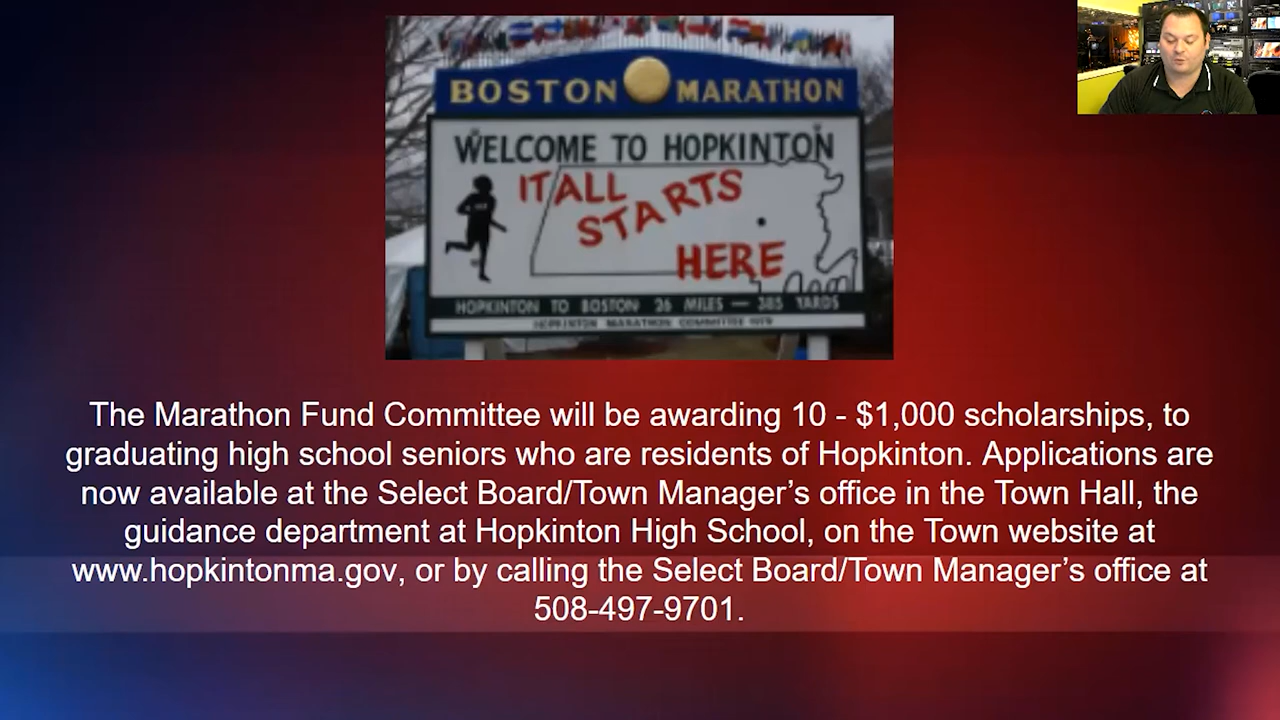 BOSTON MARATHON
WELCOME TO HOPKINTON
IT ALL
STARTS
HERE
HOPKINTON TO BOSTON 26 MILES — 385 YARDS
HOPKINTON MARATHON COMMITTEE 1979
The Marathon Fund Committee will be awarding 10 - $1,000 scholarships, to
graduating high school seniors who are residents of Hopkinton. Applications are
now available at the Select Board/Town Manager’s office in the Town Hall, the
guidance department at Hopkinton High School, on the Town website at
www.hopkintonma.gov, or by calling the Select Board/Town Manager’s office at
508-497-9701.